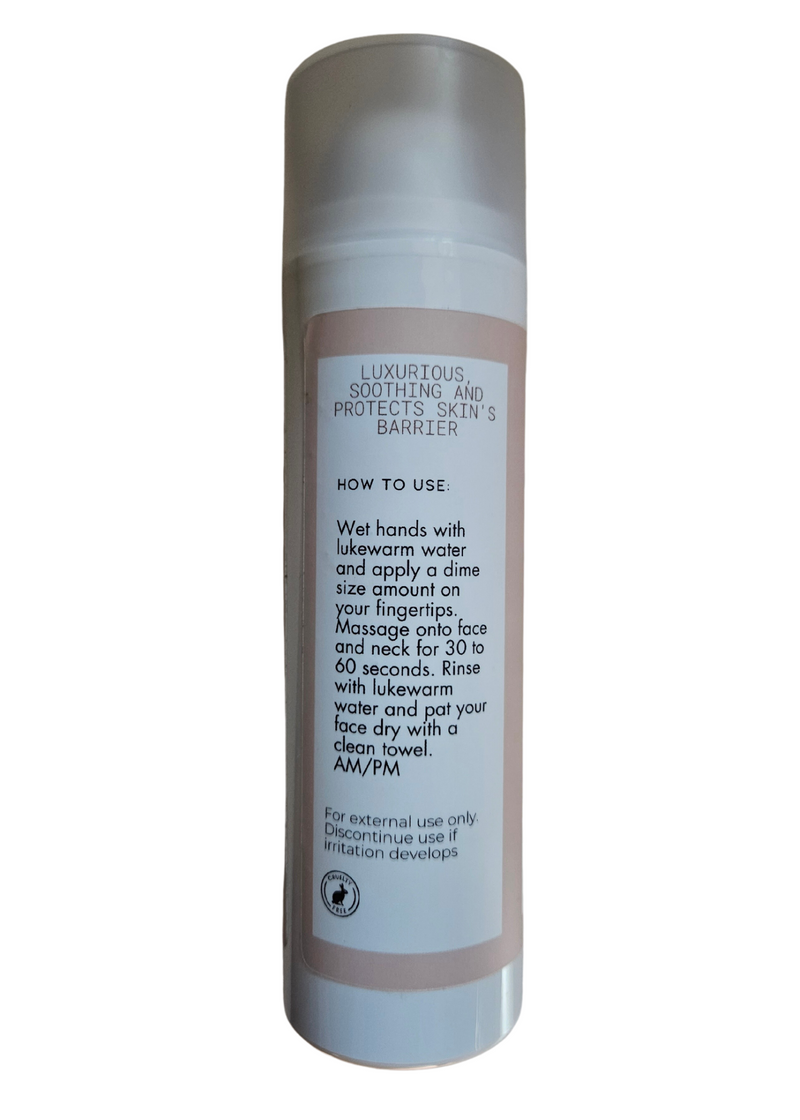 LUXURIOUS,
SOOTHING AND
PROTECTS SKIN'S
BARRIER
HOW TO USE:
Wet hands with
lukewarm water
and apply a dime
size amount on
your fingertips.
Massage onto face
and neck for 30 to
60 seconds. Rinse
with lukewarm
water and pat your
face dry with a
clean towel.
AM/PM
For external use only.
Discontinue use if
irritation develops
CRUELTY
FREE